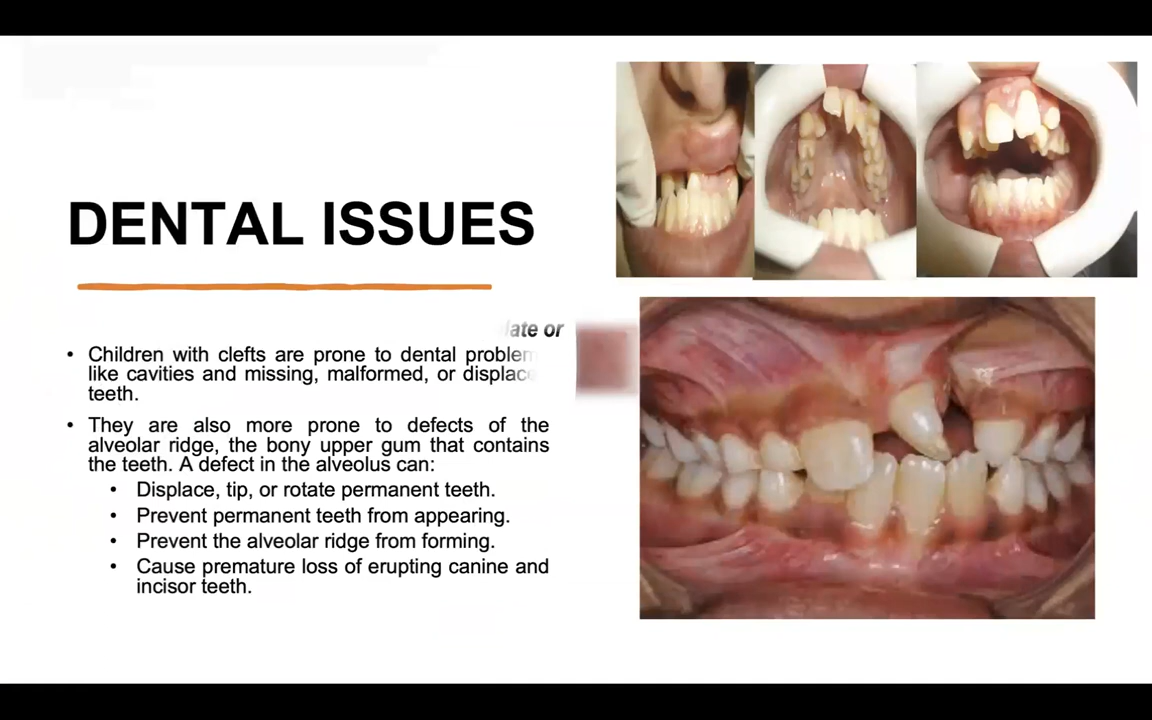 DENTAL ISSUES
or
• Children with clefts are prone to dental
like cavities and missing, malformed, or
teeth.
• They are also more prone to defects of the
alveolar ridge, the bony upper gum that contains
the teeth. A defect in the alveolus can:
• Displace, tip, or rotate permanent teeth.
• Prevent permanent teeth from appearing.
• Prevent the alveolar ridge from forming.
• Cause premature loss of erupting canine and
incisor teeth.